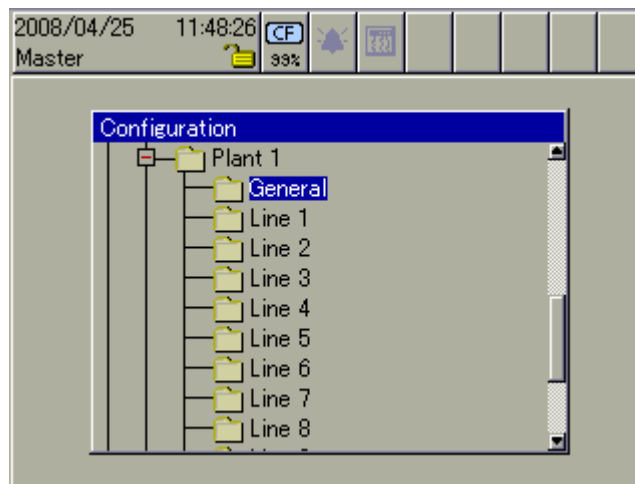 2008/04/25 11:48:26 CF
Master 99%
Configuration
Plant 1
General
Line 1
Line 2
Line 3
Line 4
Line 5
Line 6
Line 7
Line 8